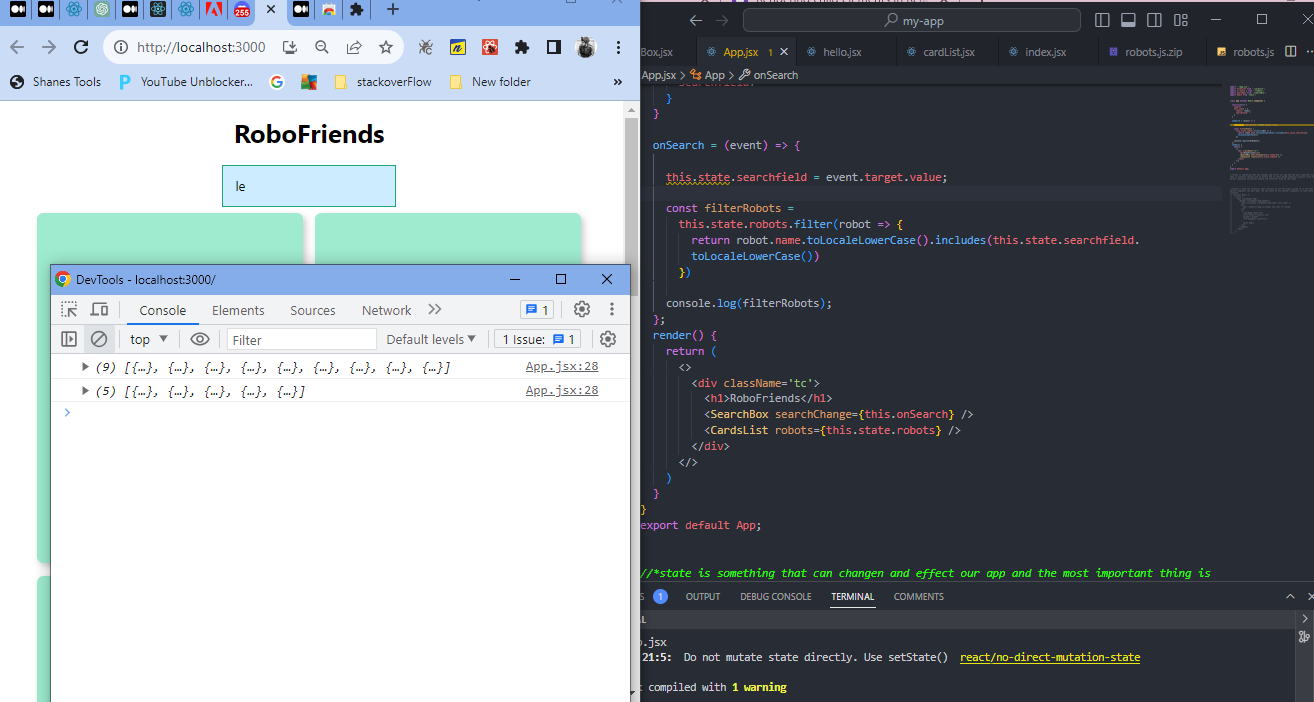 255
http://localhost:3000
Shanes Tools
YouTube Unblocker...
stackoverFlow
New folder
»
RoboFriends
le
DevTools - localhost:3000/
Console
Elements
Sources
Network
1
top
Filter
Default levels
1 Issue: 1
(9) [{…}, {…}, {…}, {…}, {…}, {…}, {…}, {…}, {…}]
App.jsx:28
(5) [{…}, {…}, {…}, {…}, {…}]
App.jsx:28
my-app
Box.jsx
App.jsx 1
hello.jsx
cardList.jsx
index.jsx
robots.js.zip
robots.js
App.jsx > App > onSearch
}
}
onSearch = (event) => {
this.state.searchfield = event.target.value;
const filterRobots =
this.state.robots.filter(robot => {
return robot.name.toLocaleLowerCase().includes(this.state.searchfield.
toLocaleLowerCase())
})
console.log(filterRobots);
};
render() {
return (
<>
<div className='tc'>
<h1>RoboFriends</h1>
<SearchBox searchChange={this.onSearch} />
<CardsList robots={this.state.robots} />
</div>
</>
)
}
}
export default App;
//*state is something that can changen and effect our app and the most important thing is
1
OUTPUT
DEBUG CONSOLE
TERMINAL
COMMENTS
.jsx
21:5: Do not mutate state directly. Use setState() react/no-direct-mutation-state
compiled with 1 warning